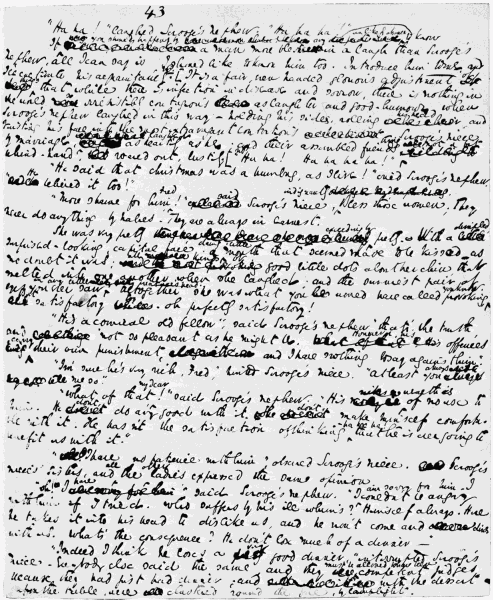 43
"Ha ha!" laughed Scrooge's nephew. "Ha ha ha!"
If you should happen by any unlikely chance to know
a man more blest in a laugh than Scrooge's
nephew, all I can say is I should like to know him too. Introduce him to me, and
I'll cultivate his acquaintance. It is a fair, even handed, noble adjustment of
things that while there is infection in disease and sorrow, there is nothing in
the world so irresistibly contagious as laughter and good-humour. When
Scrooge's nephew laughed in this way – holding his sides, rolling his head, and
twisting his face into the most extravagant contortions – Scrooge's niece
by marriage laughed as heartily as he. And their assembled friends being not a bit
behind-hand, roared out, lustily. "Ha ha! Ha ha ha ha!"
"He said that Christmas was a humbug, as I live!" cried Scrooge's nephew.
"He believed it too!"
"More shame for him, Fred!" said Scrooge's niece, indignantly. Bless those women. They
never do anything by halves. They are always in earnest.
She was very pretty: exceedingly pretty. With a dimpled
surprised-looking, capital face; a ripe little mouth that seemed made to be kissed – as
no doubt it was; all kinds of good little dots about her chin, that
melted into one another when she laughed; and the sunniest pair of eyes
you ever saw in any little creature's head. Altogether she was what you would have called provoking, you know;
but satisfactory too. Oh perfectly satisfactory!
"He's a comical old fellow," said Scrooge's nephew, "that's the truth
and not so pleasant as he might be. However his offences
carry their own punishment, and I have nothing to say against him."
"I'm sure he's very rich, Fred," hinted Scrooge's niece. "At least you always
tell me so."
"What of that, my dear!" said Scrooge's nephew. "His wealth is of no use to
him. He don't do any good with it. He don't make himself comfort-
able with it. He hasn't the satisfaction of thinking – ha ha ha! – that he is ever going to
benefit us with it."
"I have no patience with him," observed Scrooge's niece. Scrooge's
niece's sisters, and all the other ladies expressed the same opinion.
"Oh I have!" said Scrooge's nephew. "I am sorry for him. I couldn't be angry
with him if I tried. Who suffers by his ill whims? Himself always. Here
he takes it into his head to dislike us, and he won't come and dine
with us. What's the consequence? He don't lose much of a dinner –
"Indeed I think he loses a very good dinner," interrupted Scrooge's
niece. Everybody else said the same, and they must be allowed to have been competent judges
because they had just had dinner; and with the dessert
upon the table, were clustered round the fire, by lamplight.